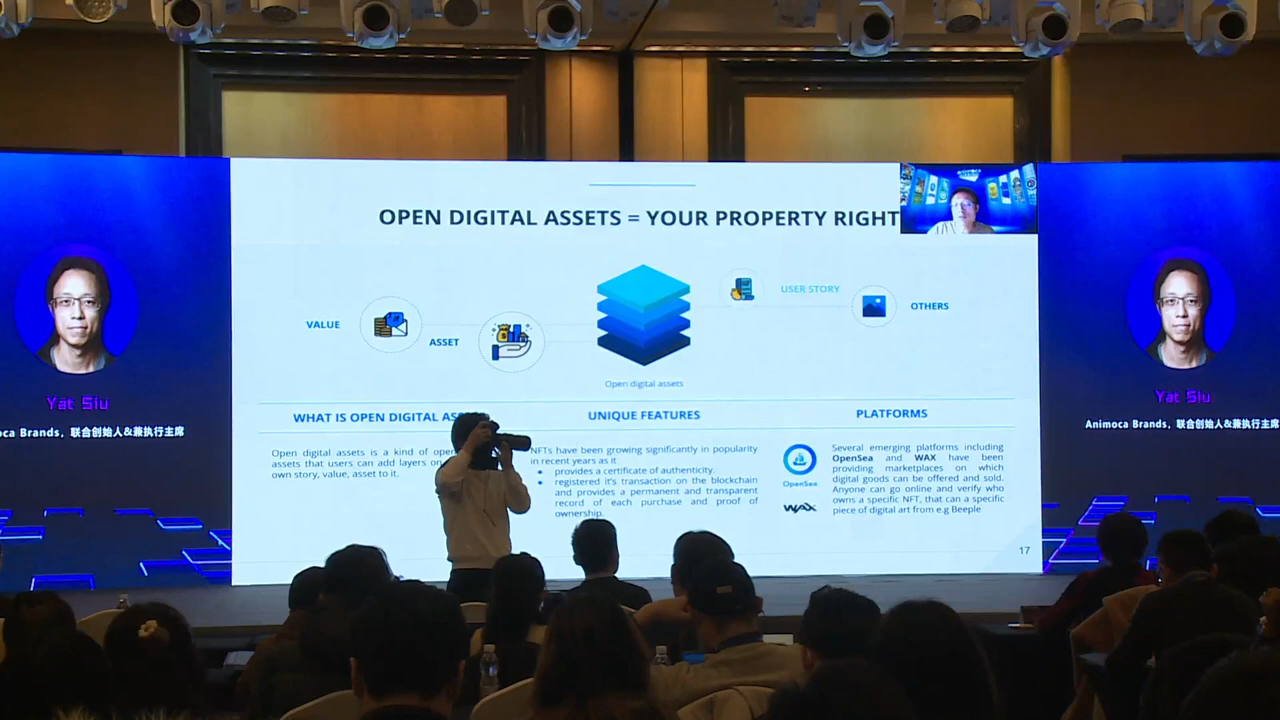 OPEN DIGITAL ASSETS = YOUR PROPERTY RIGHT
VALUE
ASSET
USER STORY
OTHERS
Open digital assets
WHAT IS OPEN DIGITAL
Open digital assets is a kind of
assets that users can add layers
own story, value, asset to it.
UNIQUE FEATURES
NFTs have been growing significantly in popularity
in recent years as it
• provides a certificate of authenticity.
• registered it's transaction on the blockchain
and provides a permanent and transparent
record of each purchase and proof of
ownership.
PLATFORMS
OpenSea
WAX
Several emerging platforms including
OpenSea and WAX have been
providing marketplaces on which
digital goods can be offered and sold.
Anyone can go online and verify who
owns a specific NFT, that can a specific
piece of digital art from e.g Beeple
17
Yat Siu
Brands，联合创始人&兼执行主席
Yat Siu
Animoca Brands，联合创始人&兼执行主席